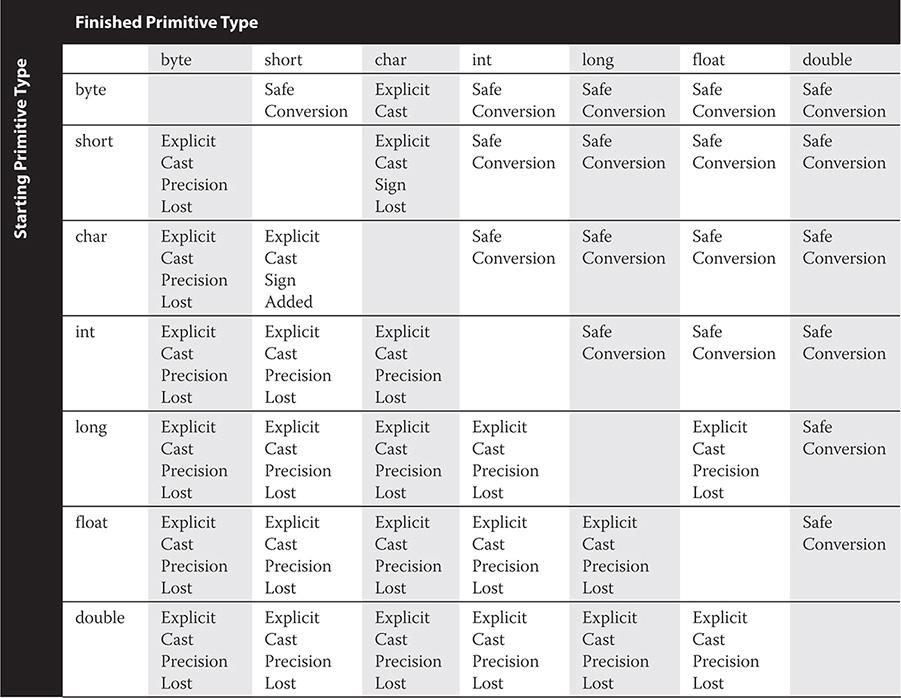 Finished Primitive Type
Starting Primitive Type
byte short char int long float double
byte Safe Explicit Safe Safe Safe Safe
Conversion Cast Conversion Conversion Conversion Conversion
short Explicit Explicit Safe Safe Safe Safe
Cast Cast Conversion Conversion Conversion Conversion
Precision Sign
Lost Lost
char Explicit Explicit Safe Safe Safe Safe
Cast Cast Conversion Conversion Conversion Conversion
Precision Sign
Lost Added
int Explicit Explicit Explicit Safe Safe Safe
Cast Cast Cast Conversion Conversion Conversion
Precision Precision Precision
Lost Lost Lost
long Explicit Explicit Explicit Explicit Explicit Safe
Cast Cast Cast Cast Cast Conversion
Precision Precision Precision Precision Precision
Lost Lost Lost Lost Lost
float Explicit Explicit Explicit Explicit Explicit Safe
Cast Cast Cast Cast Cast Conversion
Precision Precision Precision Precision Precision
Lost Lost Lost Lost Lost
double Explicit Explicit Explicit Explicit Explicit Explicit
Cast Cast Cast Cast Cast Cast
Precision Precision Precision Precision Precision Precision
Lost Lost Lost Lost Lost Lost